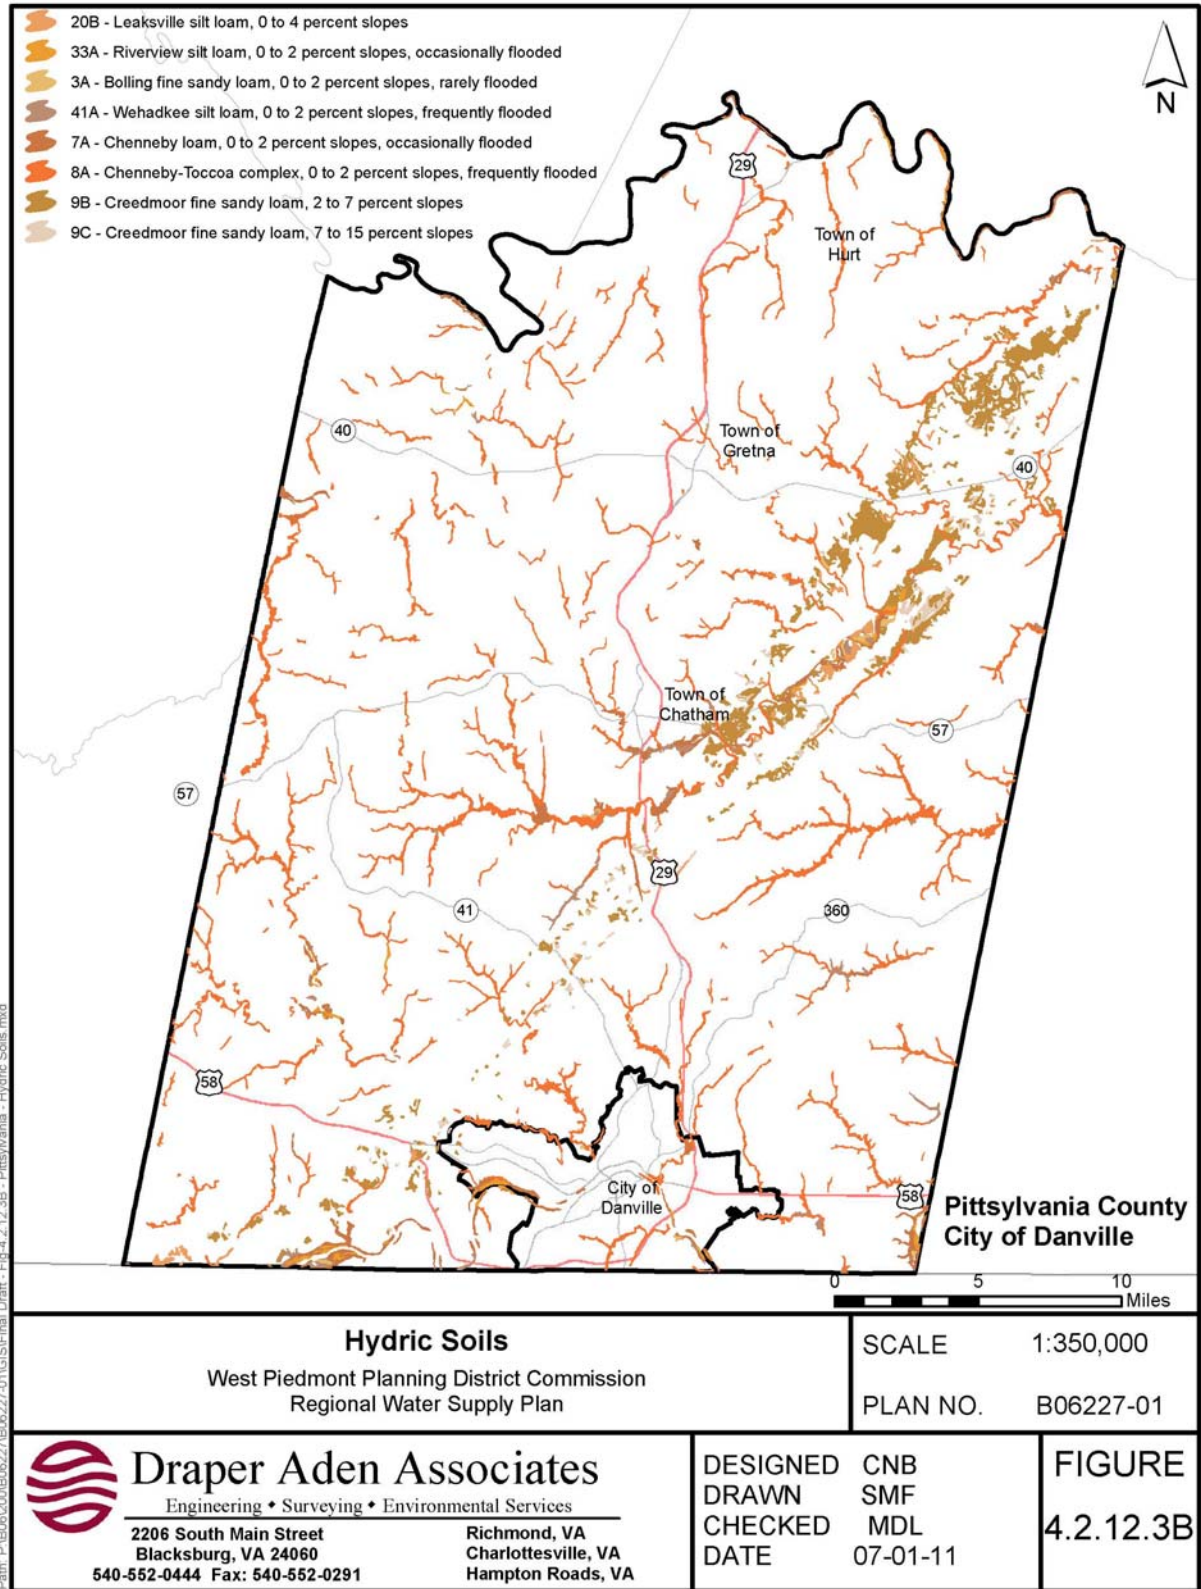 20B - Leaksville silt loam, 0 to 4 percent slopes
33A - Riverview silt loam, 0 to 2 percent slopes, occasionally flooded
3A - Bolling fine sandy loam, 0 to 2 percent slopes, rarely flooded
41A - Wehadkee silt loam, 0 to 2 percent slopes, frequently flooded
7A - Chenneby loam, 0 to 2 percent slopes, occasionally flooded
8A - Chenneby-Toccoa complex, 0 to 2 percent slopes, frequently flooded
9B - Creedmoor fine sandy loam, 2 to 7 percent slopes
9C - Creedmoor fine sandy loam, 7 to 15 percent slopes
N
29
Town of
Hurt
40
Town of
Gretna
40
Town of
Chatham
57
57
29
41
360
58
City of
Danville
58
Pittsylvania County
City of Danville
0 5 10
Miles
Hydric Soils
West Piedmont Planning District Commission
Regional Water Supply Plan
SCALE 1:350,000
PLAN NO. B06227-01
Draper Aden Associates
Engineering ♦ Surveying ♦ Environmental Services
2206 South Main Street
Blacksburg, VA 24060
540-552-0444 Fax: 540-552-0291
Richmond, VA
Charlottesville, VA
Hampton Roads, VA
DESIGNED CNB
DRAWN SMF
CHECKED MDL
DATE 07-01-11
FIGURE
4.2.12.3B